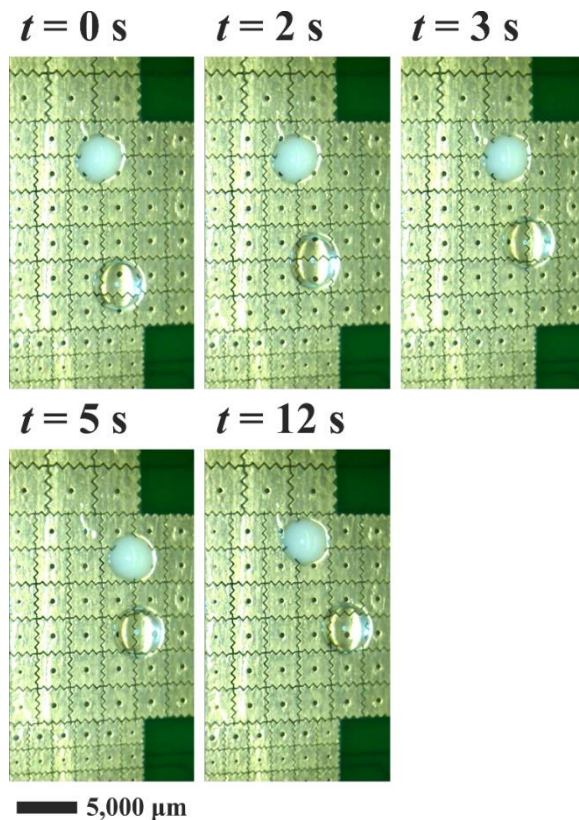 t = 0 s
t = 2 s
t = 3 s
t = 5 s
t = 12 s
5,000 μm